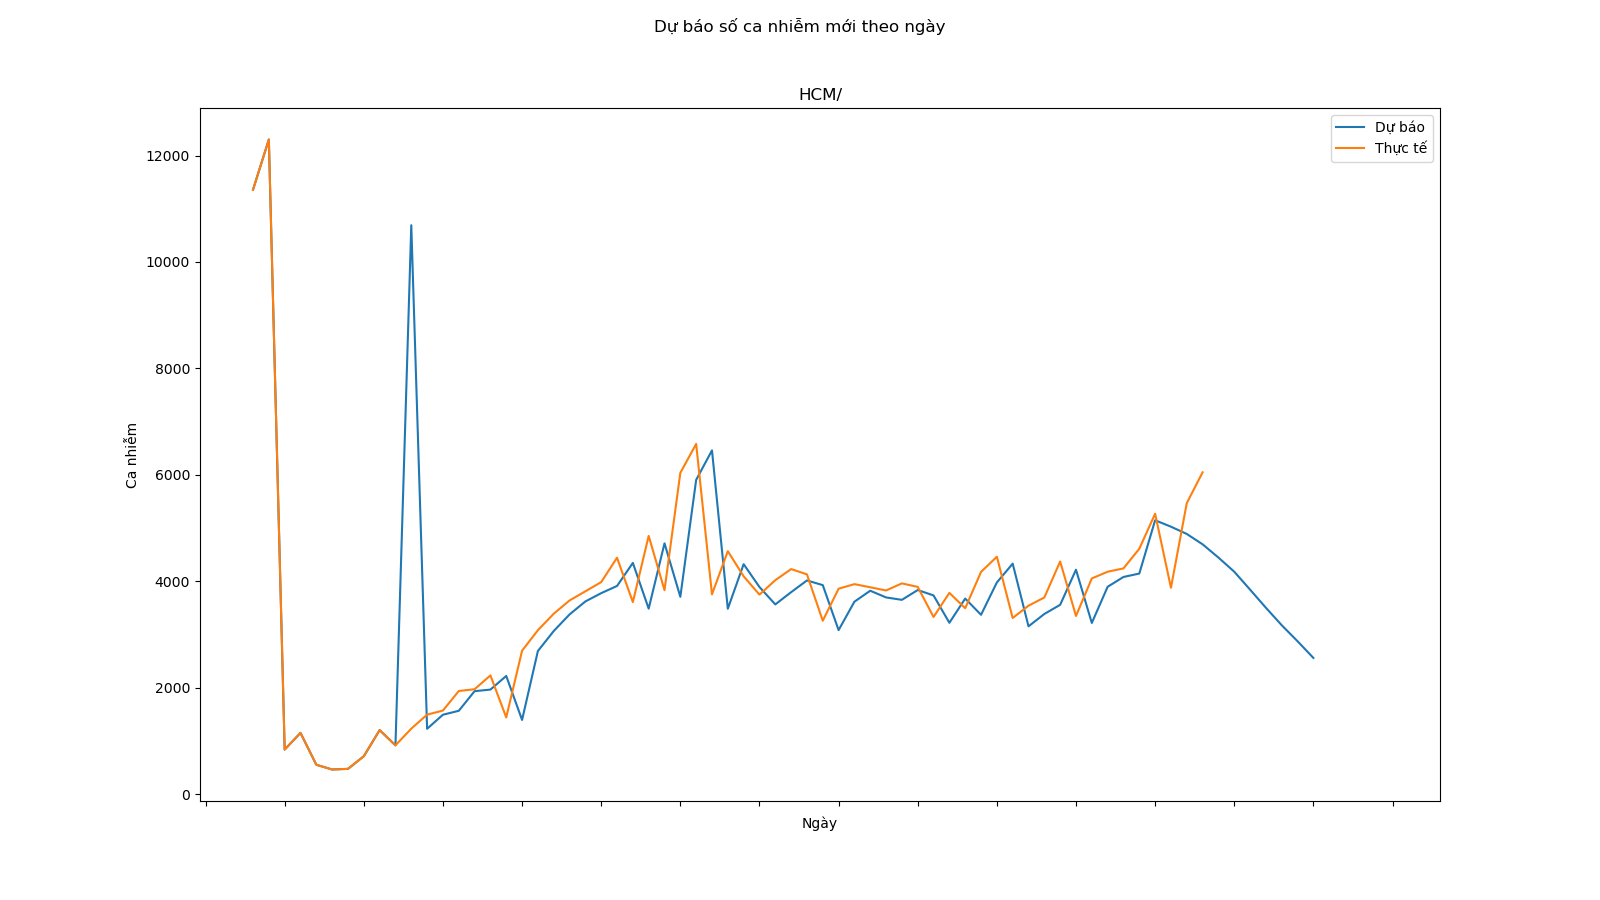 Dự báo số ca nhiễm mới theo ngày
HCM/
Dự báo
Thực tế
12000
10000
8000
6000
4000
2000
0
Ca nhiễm
Ngày